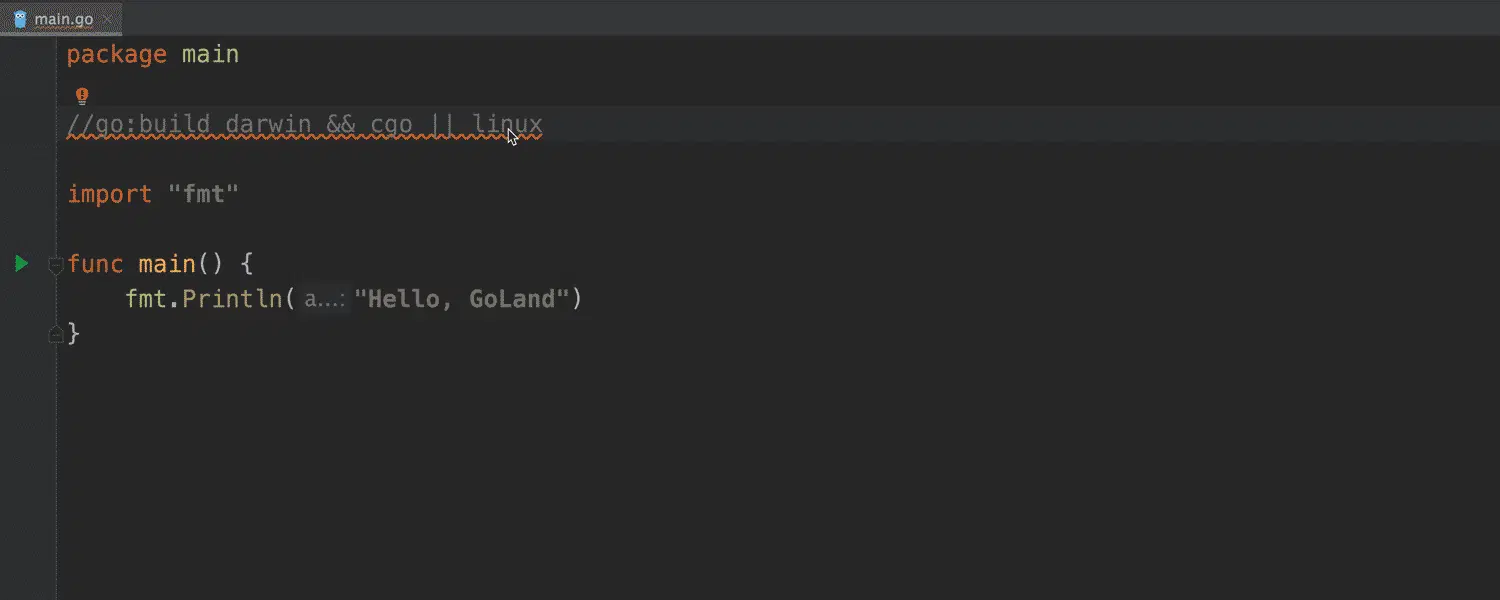 main.go
package main
//go:build darwin && cgo || linux
import "fmt"
func main() {
fmt.Println( a...: "Hello, GoLand")
}